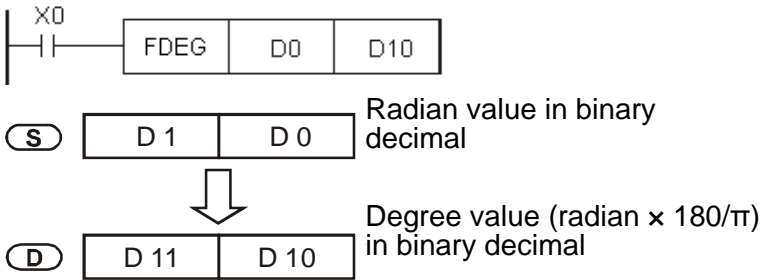 X0
FDEG D0 D10
S D 1 D 0 Radian value in binary
decimal
Degree value (radian × 180/π)
D D 11 D 10 in binary decimal